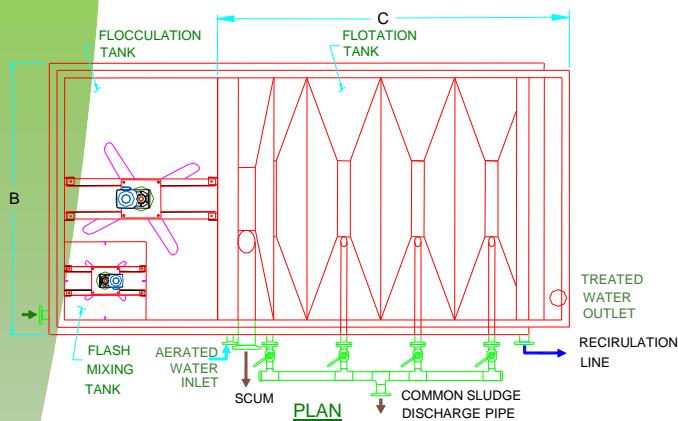 C
FLOCCULATION
TANK
FLOTATION
TANK
B
TREATED
WATER
OUTLET
RECIRULATION
LINE
FLASH
MIXING
TANK
AERATED
WATER
INLET
SCUM
PLAN
COMMON SLUDGE
DISCHARGE PIPE